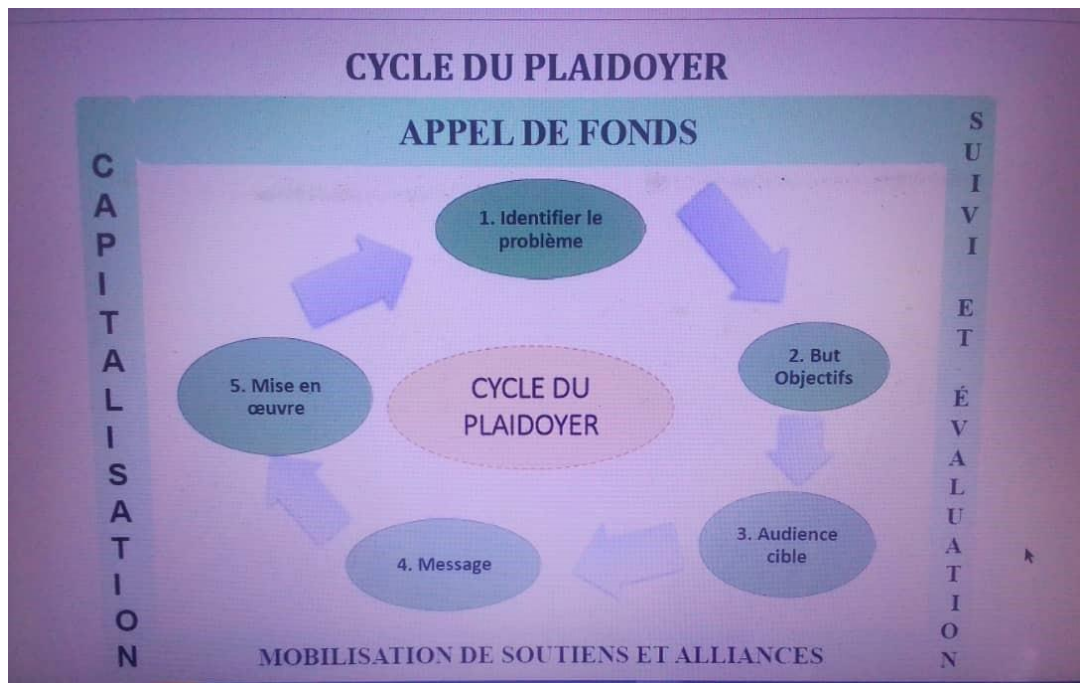 CYCLE DU PLAIDOYER
APPEL DE FONDS
CAPITALISATION
SUIVI ET ÉVALUATION
1. Identifier le
problème
2. But
Objectifs
3. Audience
cible
4. Message
5. Mise en
œuvre
CYCLE DU
PLAIDOYER
MOBILISATION DE SOUTIENS ET ALLIANCES